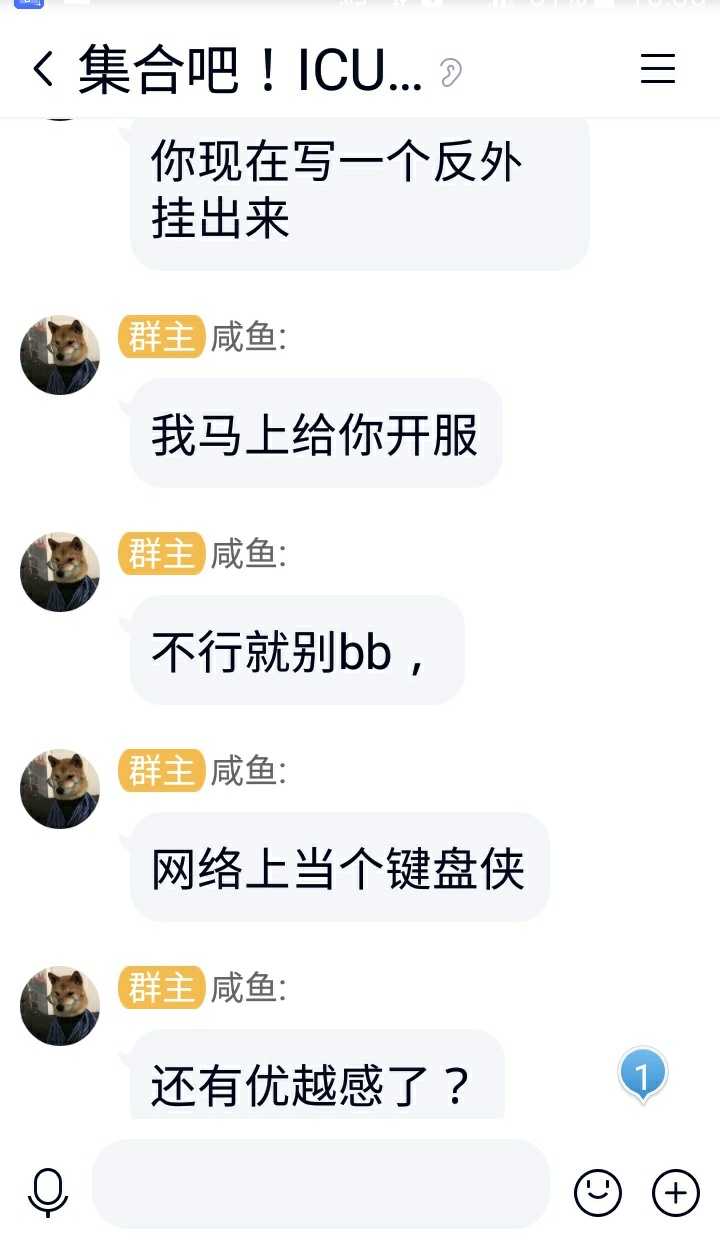 集合吧！ICU...
你现在写一个反外
挂出来
群主 咸鱼:
我马上给你开服
群主 咸鱼:
不行就别bb，
群主 咸鱼:
网络上当个键盘侠
群主 咸鱼:
还有优越感了？
1